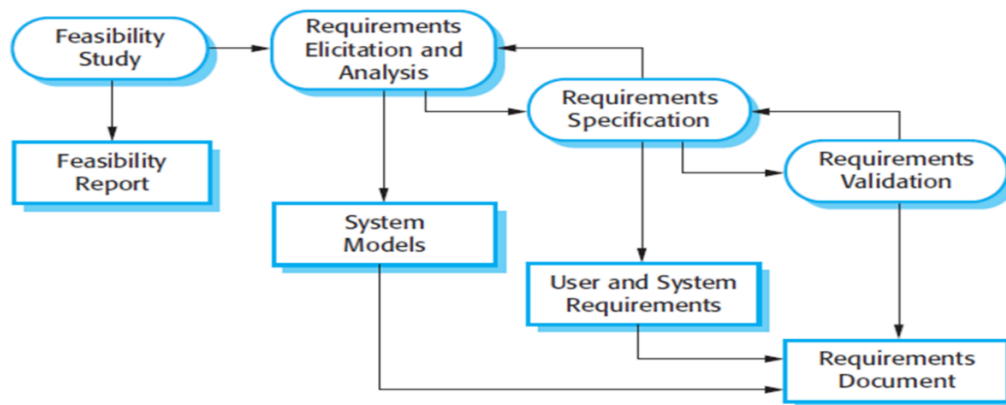 Feasibility
Study
Requirements
Elicitation and
Analysis
Requirements
Specification
Requirements
Validation
Feasibility
Report
System
Models
User and System
Requirements
Requirements
Document